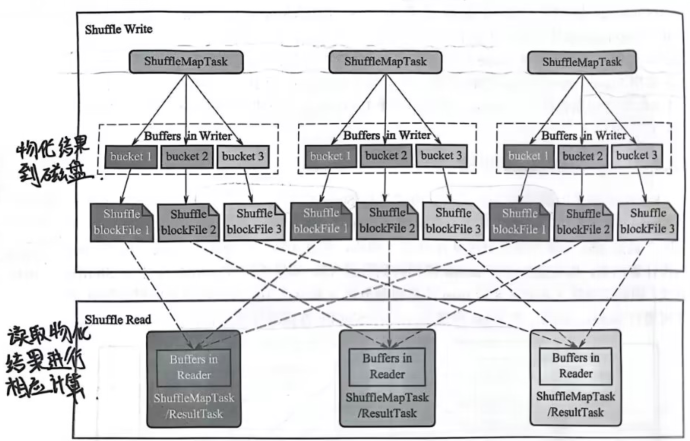 Shuffle Write
ShuffleMapTask
ShuffleMapTask
ShuffleMapTask
Buffers in Writer
bucket 1
bucket 2
bucket 3
Buffers in Writer
bucket 1
bucket 2
bucket 3
Buffers in Writer
bucket 1
bucket 2
bucket 3
物化结果
到磁盘.
Shuffle
blockFile 1
Shuffle
blockFile 2
Shuffle
blockFile 3
Shuffle
blockFile 1
Shuffle
blockFile 2
Shuffle
blockFile 3
Shuffle
blockFile 1
Shuffle
blockFile 2
Shuffle
blockFile 3
Shuffle Read
读取物化
结果进行
相应计算.
Buffers in
Reader
ShuffleMapTask
/ResultTask
Buffers in
Reader
ShuffleMapTask
/ResultTask
Buffers in
Reader
ShuffleMapTask
/ResultTask